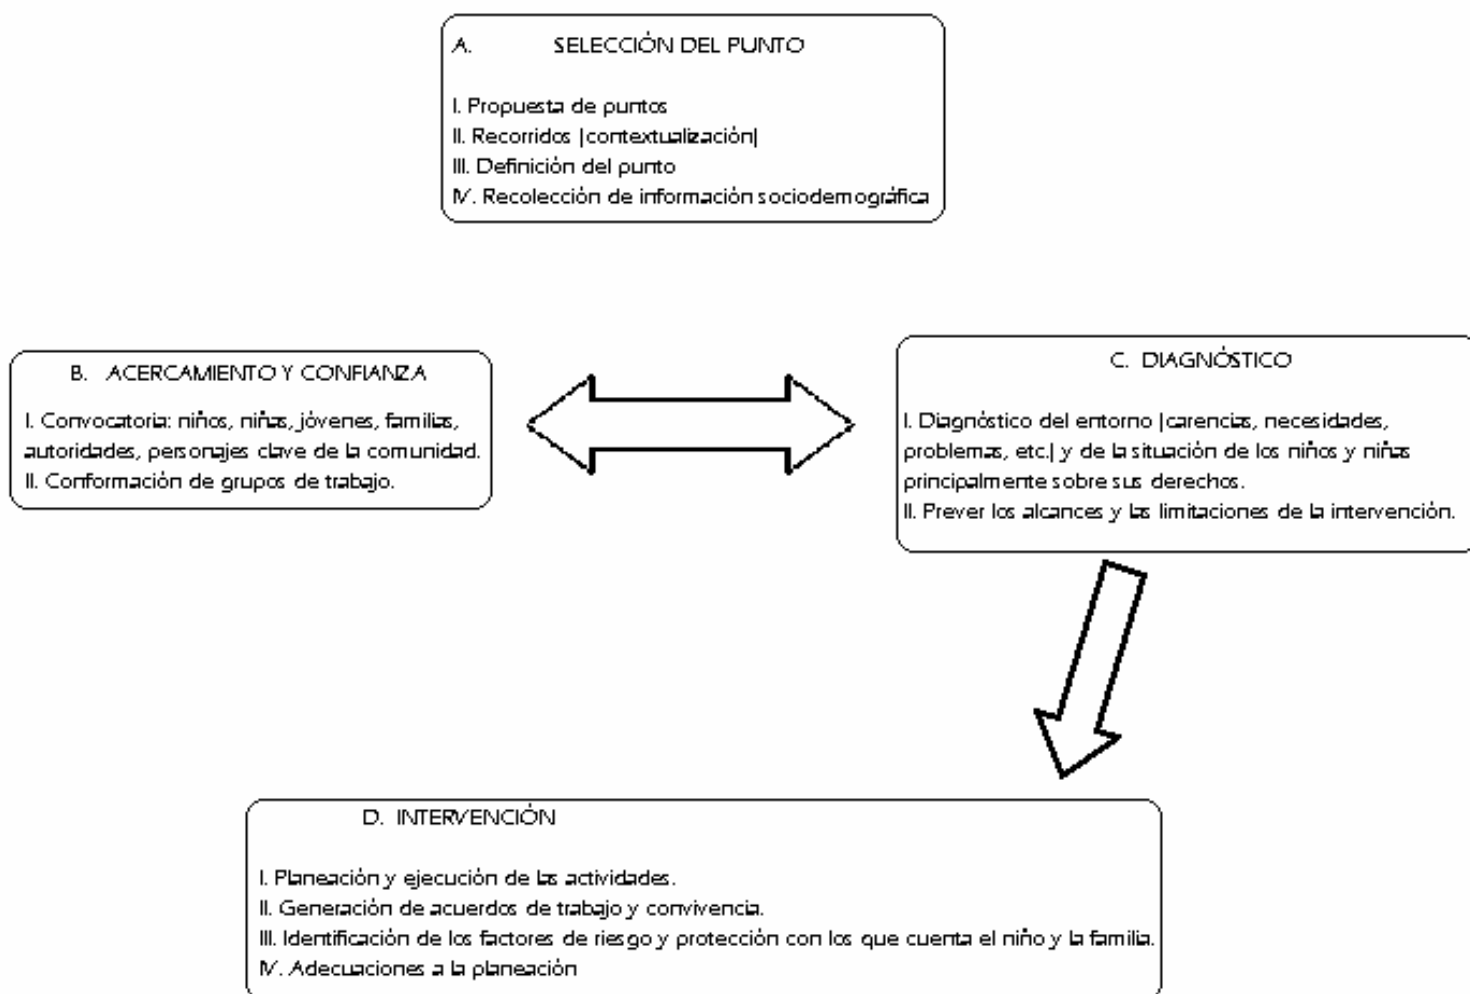 A. SELECCIÓN DEL PUNTO
I. Propuesta de puntos
II. Recorridos |contextualización|
III. Definición del punto
IV. Recolección de información sociodemográfica
B. ACERCAMIENTO Y CONFIANZA
I. Convocatoria: niños, niñas, jóvenes, familias,
autoridades, personajes clave de la comunidad.
II. Conformación de grupos de trabajo.
C. DIAGNÓSTICO
I. Diagnóstico del entorno |carencias, necesidades,
problemas, etc.| y de la situación de los niños y niñas
principalmente sobre sus derechos.
II. Prever los alcances y las limitaciones de la intervención.
D. INTERVENCIÓN
I. Planeación y ejecución de las actividades.
II. Generación de acuerdos de trabajo y convivencia.
III. Identificación de los factores de riesgo y protección con los que cuenta el niño y la familia.
IV. Adecuaciones a la planeación